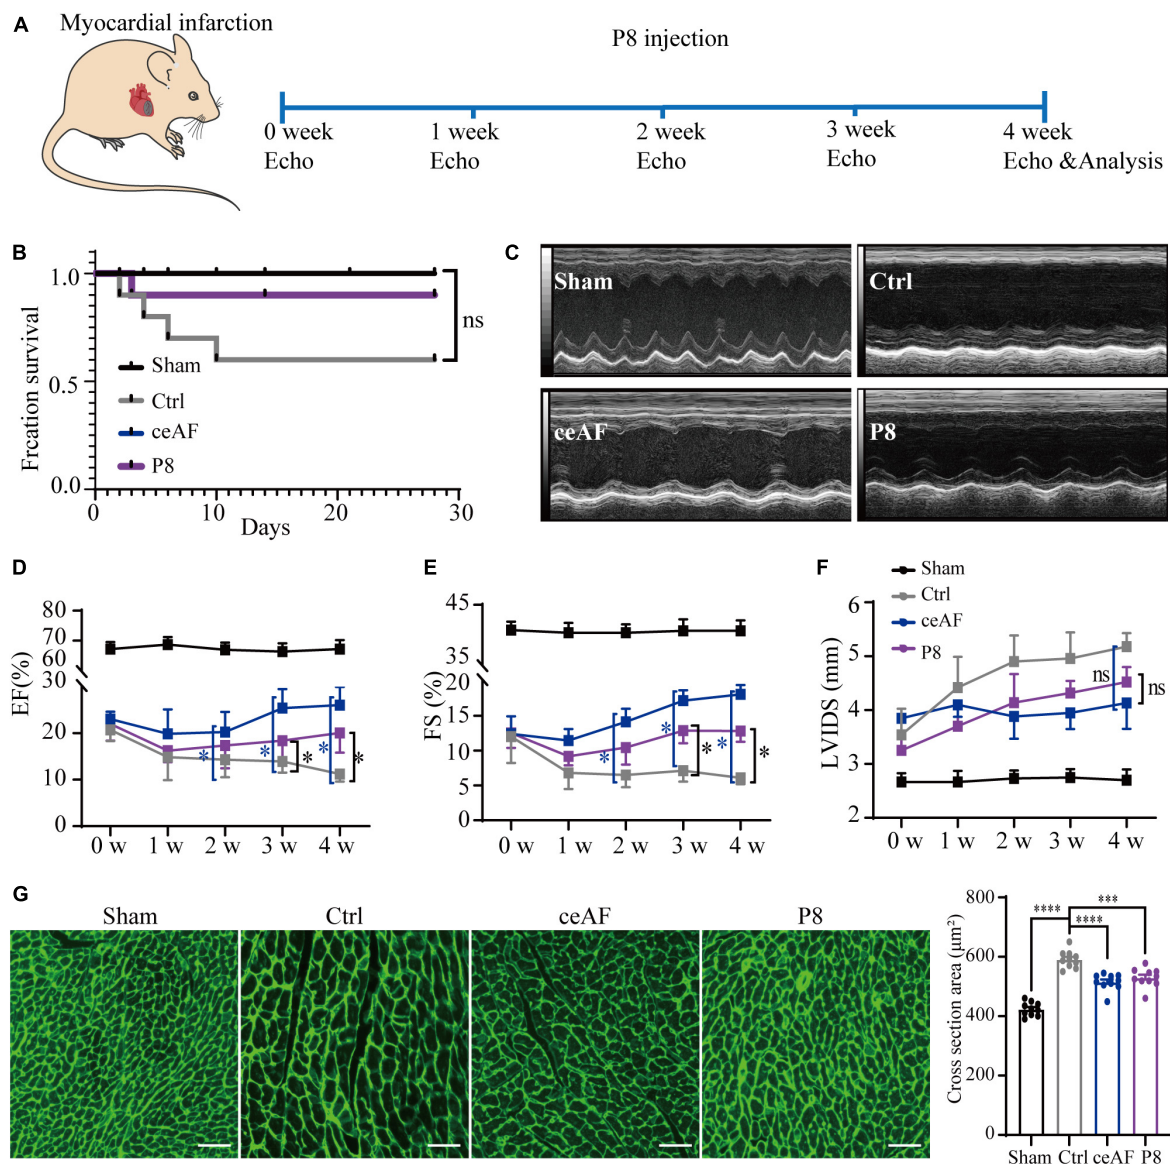 A
Myocardial infarction
P8 injection
0 week
Echo
1 week
Echo
2 week
Echo
3 week
Echo
4 week
Echo &Analysis
B
Frcation survival
1.0
0.5
0.0
0
10
20
30
Days
Sham
Ctrl
ceAF
P8
ns
C
Sham
Ctrl
ceAF
P8
D
EF(%)
80
70
60
30
20
10
0
0 w
1 w
2 w
3 w
4 w
*
*
*
*
*
E
FS (%)
45
35
20
15
10
5
0
0 w
1 w
2 w
3 w
4 w
*
*
*
*
*
F
Sham
Ctrl
ceAF
P8
LVIDS (mm)
6
5
4
3
2
0 w
1 w
2 w
3 w
4 w
ns
ns
G
Sham
Ctrl
ceAF
P8
Cross section area (µm²)
800
600
400
200
0
****
***
****
Sham
Ctrl
ceAF
P8